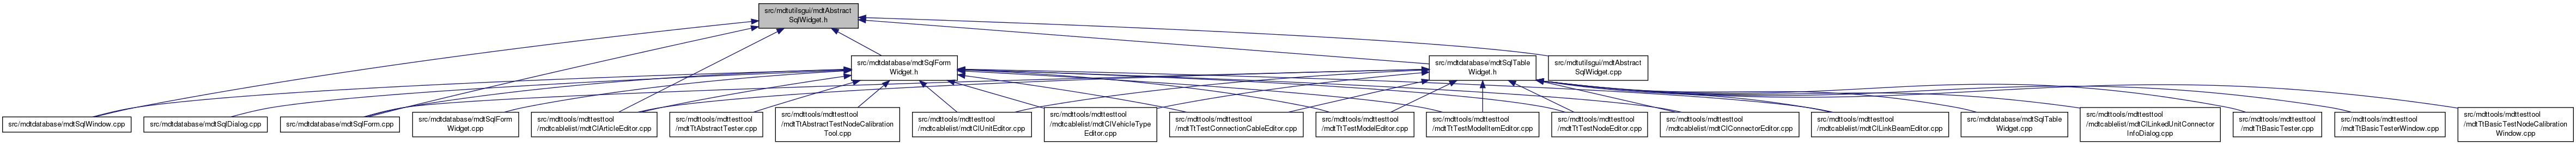 src/mdtutilsgui/mdtAbstract
SqlWidget.h
src/mdtdatabase/mdtSqlForm
Widget.h
src/mdtdatabase/mdtSqlTable
Widget.h
src/mdtutilsgui/mdtAbstract
SqlWidget.cpp
src/mdtdatabase/mdtSqlWindow.cpp
src/mdtdatabase/mdtSqlDialog.cpp
src/mdtdatabase/mdtSqlForm.cpp
src/mdtdatabase/mdtSqlForm
Widget.cpp
src/mdttools/mdttesttool
/mdtcablelist/mdtClArticleEditor.cpp
src/mdttools/mdttesttool
/mdtTtAbstractTester.cpp
src/mdttools/mdttesttool
/mdtTtAbstractTestNodeCalibration
Tool.cpp
src/mdttools/mdttesttool
/mdtcablelist/mdtClUnitEditor.cpp
src/mdttools/mdttesttool
/mdtcablelist/mdtClVehicleType
Editor.cpp
src/mdttools/mdttesttool
/mdtTtTestConnectionCableEditor.cpp
src/mdttools/mdttesttool
/mdtTtTestModelEditor.cpp
src/mdttools/mdttesttool
/mdtTtTestModelItemEditor.cpp
src/mdttools/mdttesttool
/mdtTtTestNodeEditor.cpp
src/mdttools/mdttesttool
/mdtcablelist/mdtClConnectorEditor.cpp
src/mdttools/mdttesttool
/mdtcablelist/mdtClLinkBeamEditor.cpp
src/mdtdatabase/mdtSqlTable
Widget.cpp
src/mdttools/mdttesttool
/mdtcablelist/mdtClLinkedUnitConnector
InfoDialog.cpp
src/mdttools/mdttesttool
/mdtTtBasicTester.cpp
src/mdttools/mdttesttool
/mdtTtBasicTesterWindow.cpp
src/mdttools/mdttesttool
/mdtTtBasicTestNodeCalibration
Window.cpp